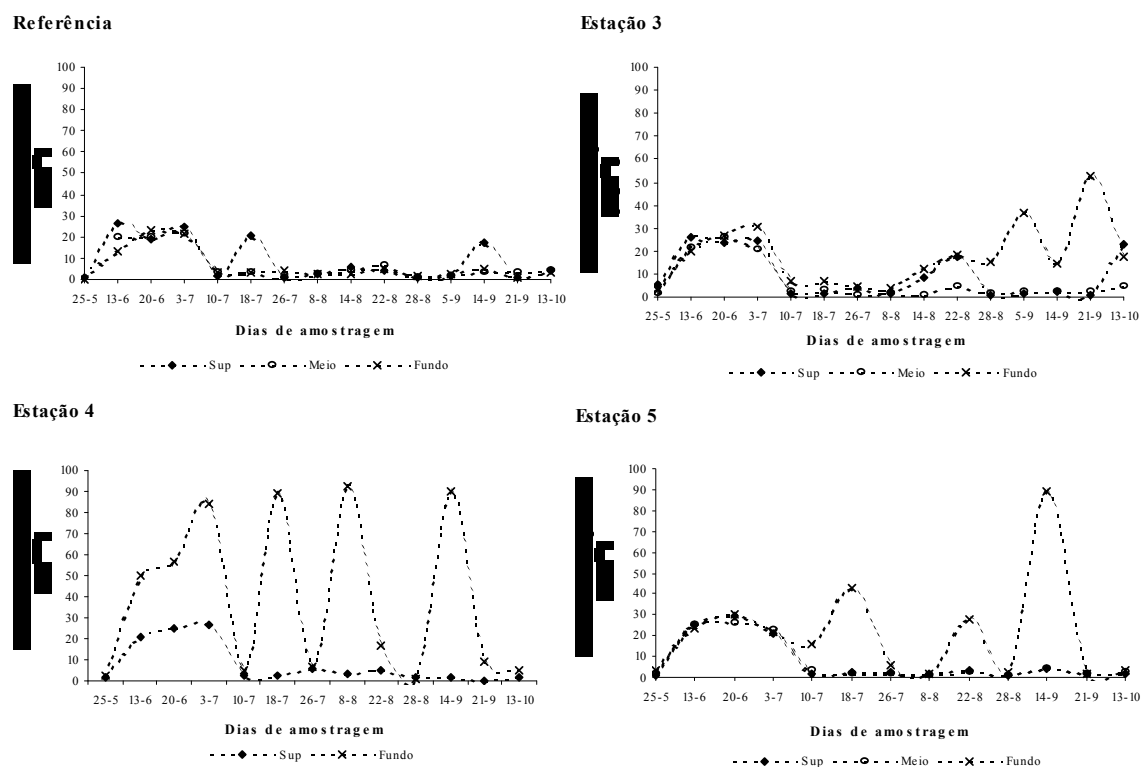 Referência
100
90
80
70
60
50
40
30
20
10
0
25-5 13-6 20-6 3-7 10-7 18-7 26-7 8-8 14-8 22-8 28-8 5-9 14-9 21-9 13-10
Dias de amostragem
Sup Meio Fundo
Estação 3
100
90
80
70
60
50
40
30
20
10
0
25-5 13-6 20-6 3-7 10-7 18-7 26-7 8-8 14-8 22-8 28-8 5-9 14-9 21-9 13-10
Dias de amostragem
Sup Meio Fundo
Estação 4
100
90
80
70
60
50
40
30
20
10
0
25-5 13-6 20-6 3-7 10-7 18-7 26-7 8-8 22-8 28-8 14-9 21-9 13-10
Dias de amostragem
Sup Fundo
Estação 5
100
90
80
70
60
50
40
30
20
10
0
25-5 13-6 20-6 3-7 10-7 18-7 26-7 8-8 22-8 28-8 14-9 21-9 13-10
Dias de amostragem
Sup Meio Fundo